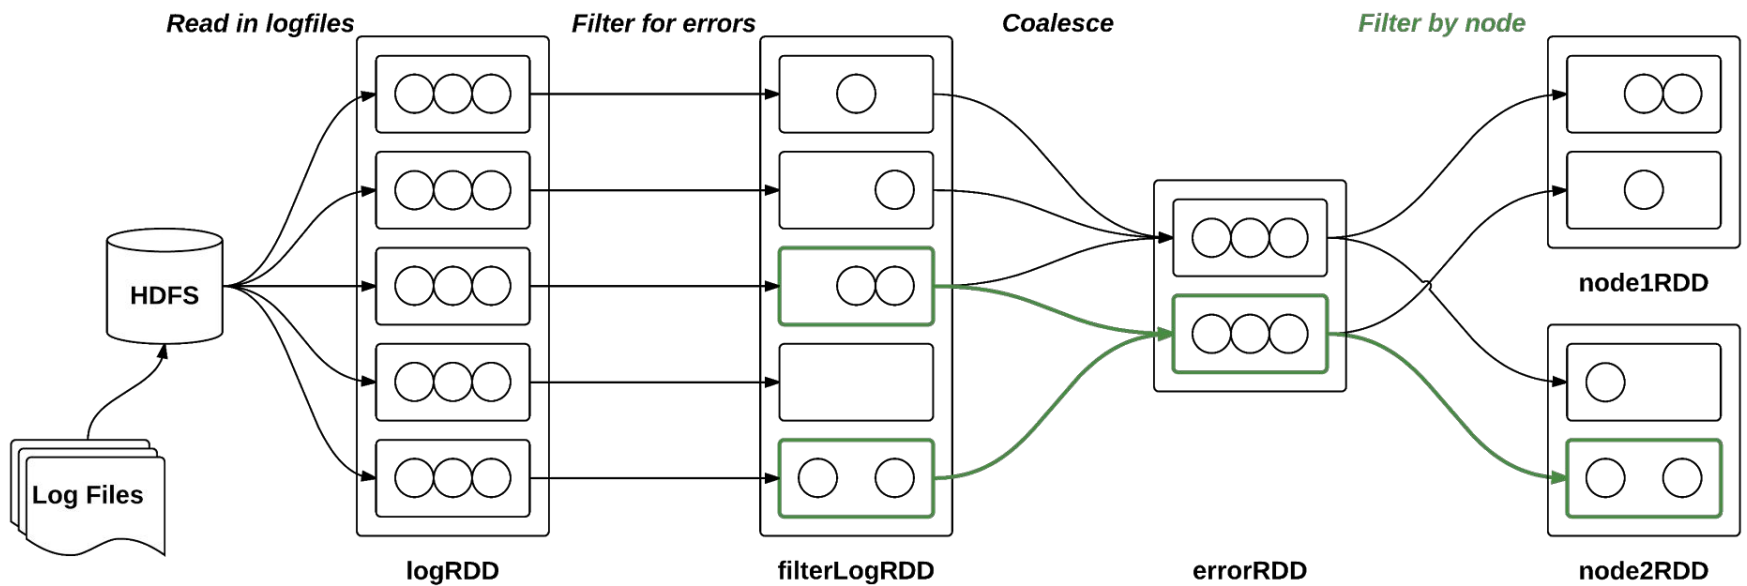 Read in logfiles
Filter for errors
Coalesce
Filter by node
HDFS
Log Files
logRDD
filterLogRDD
errorRDD
node1RDD
node2RDD